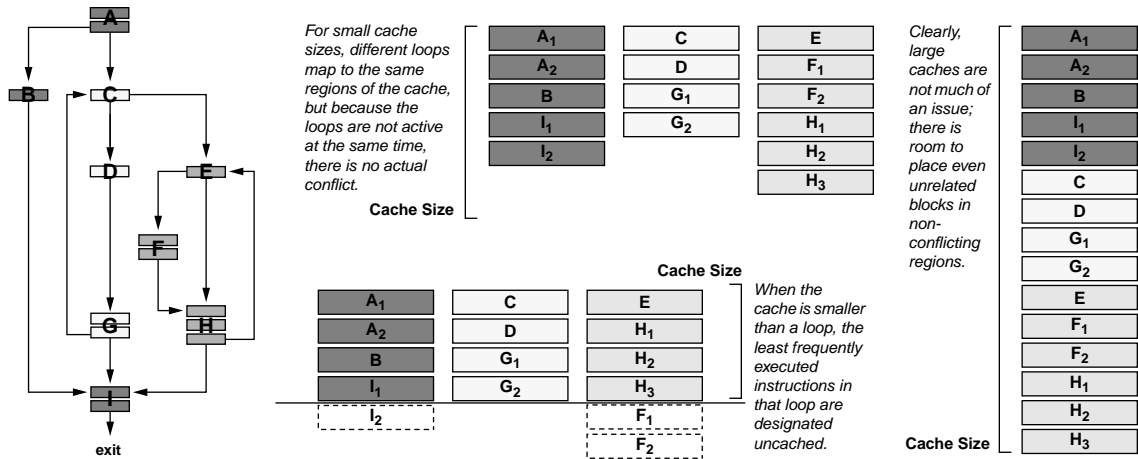 A
B
C
D
E
F
G
H
I
exit
For small cache
sizes, different loops
map to the same
regions of the cache,
but because the
loops are not active
at the same time,
there is no actual
conflict.
Cache Size
A1
A2
B
I1
I2
C
D
G1
G2
E
F1
F2
H1
H2
H3
Cache Size
A1
A2
B
I1
I2
C
D
G1
G2
E
H1
H2
H3
F1
F2
When the
cache is smaller
than a loop, the
least frequently
executed
instructions in
that loop are
designated
uncached.
Clearly,
large
caches are
not much of
an issue;
there is
room to
place even
unrelated
blocks in
non-
conflicting
regions.
Cache Size
A1
A2
B
I1
I2
C
D
G1
G2
E
F1
F2
H1
H2
H3